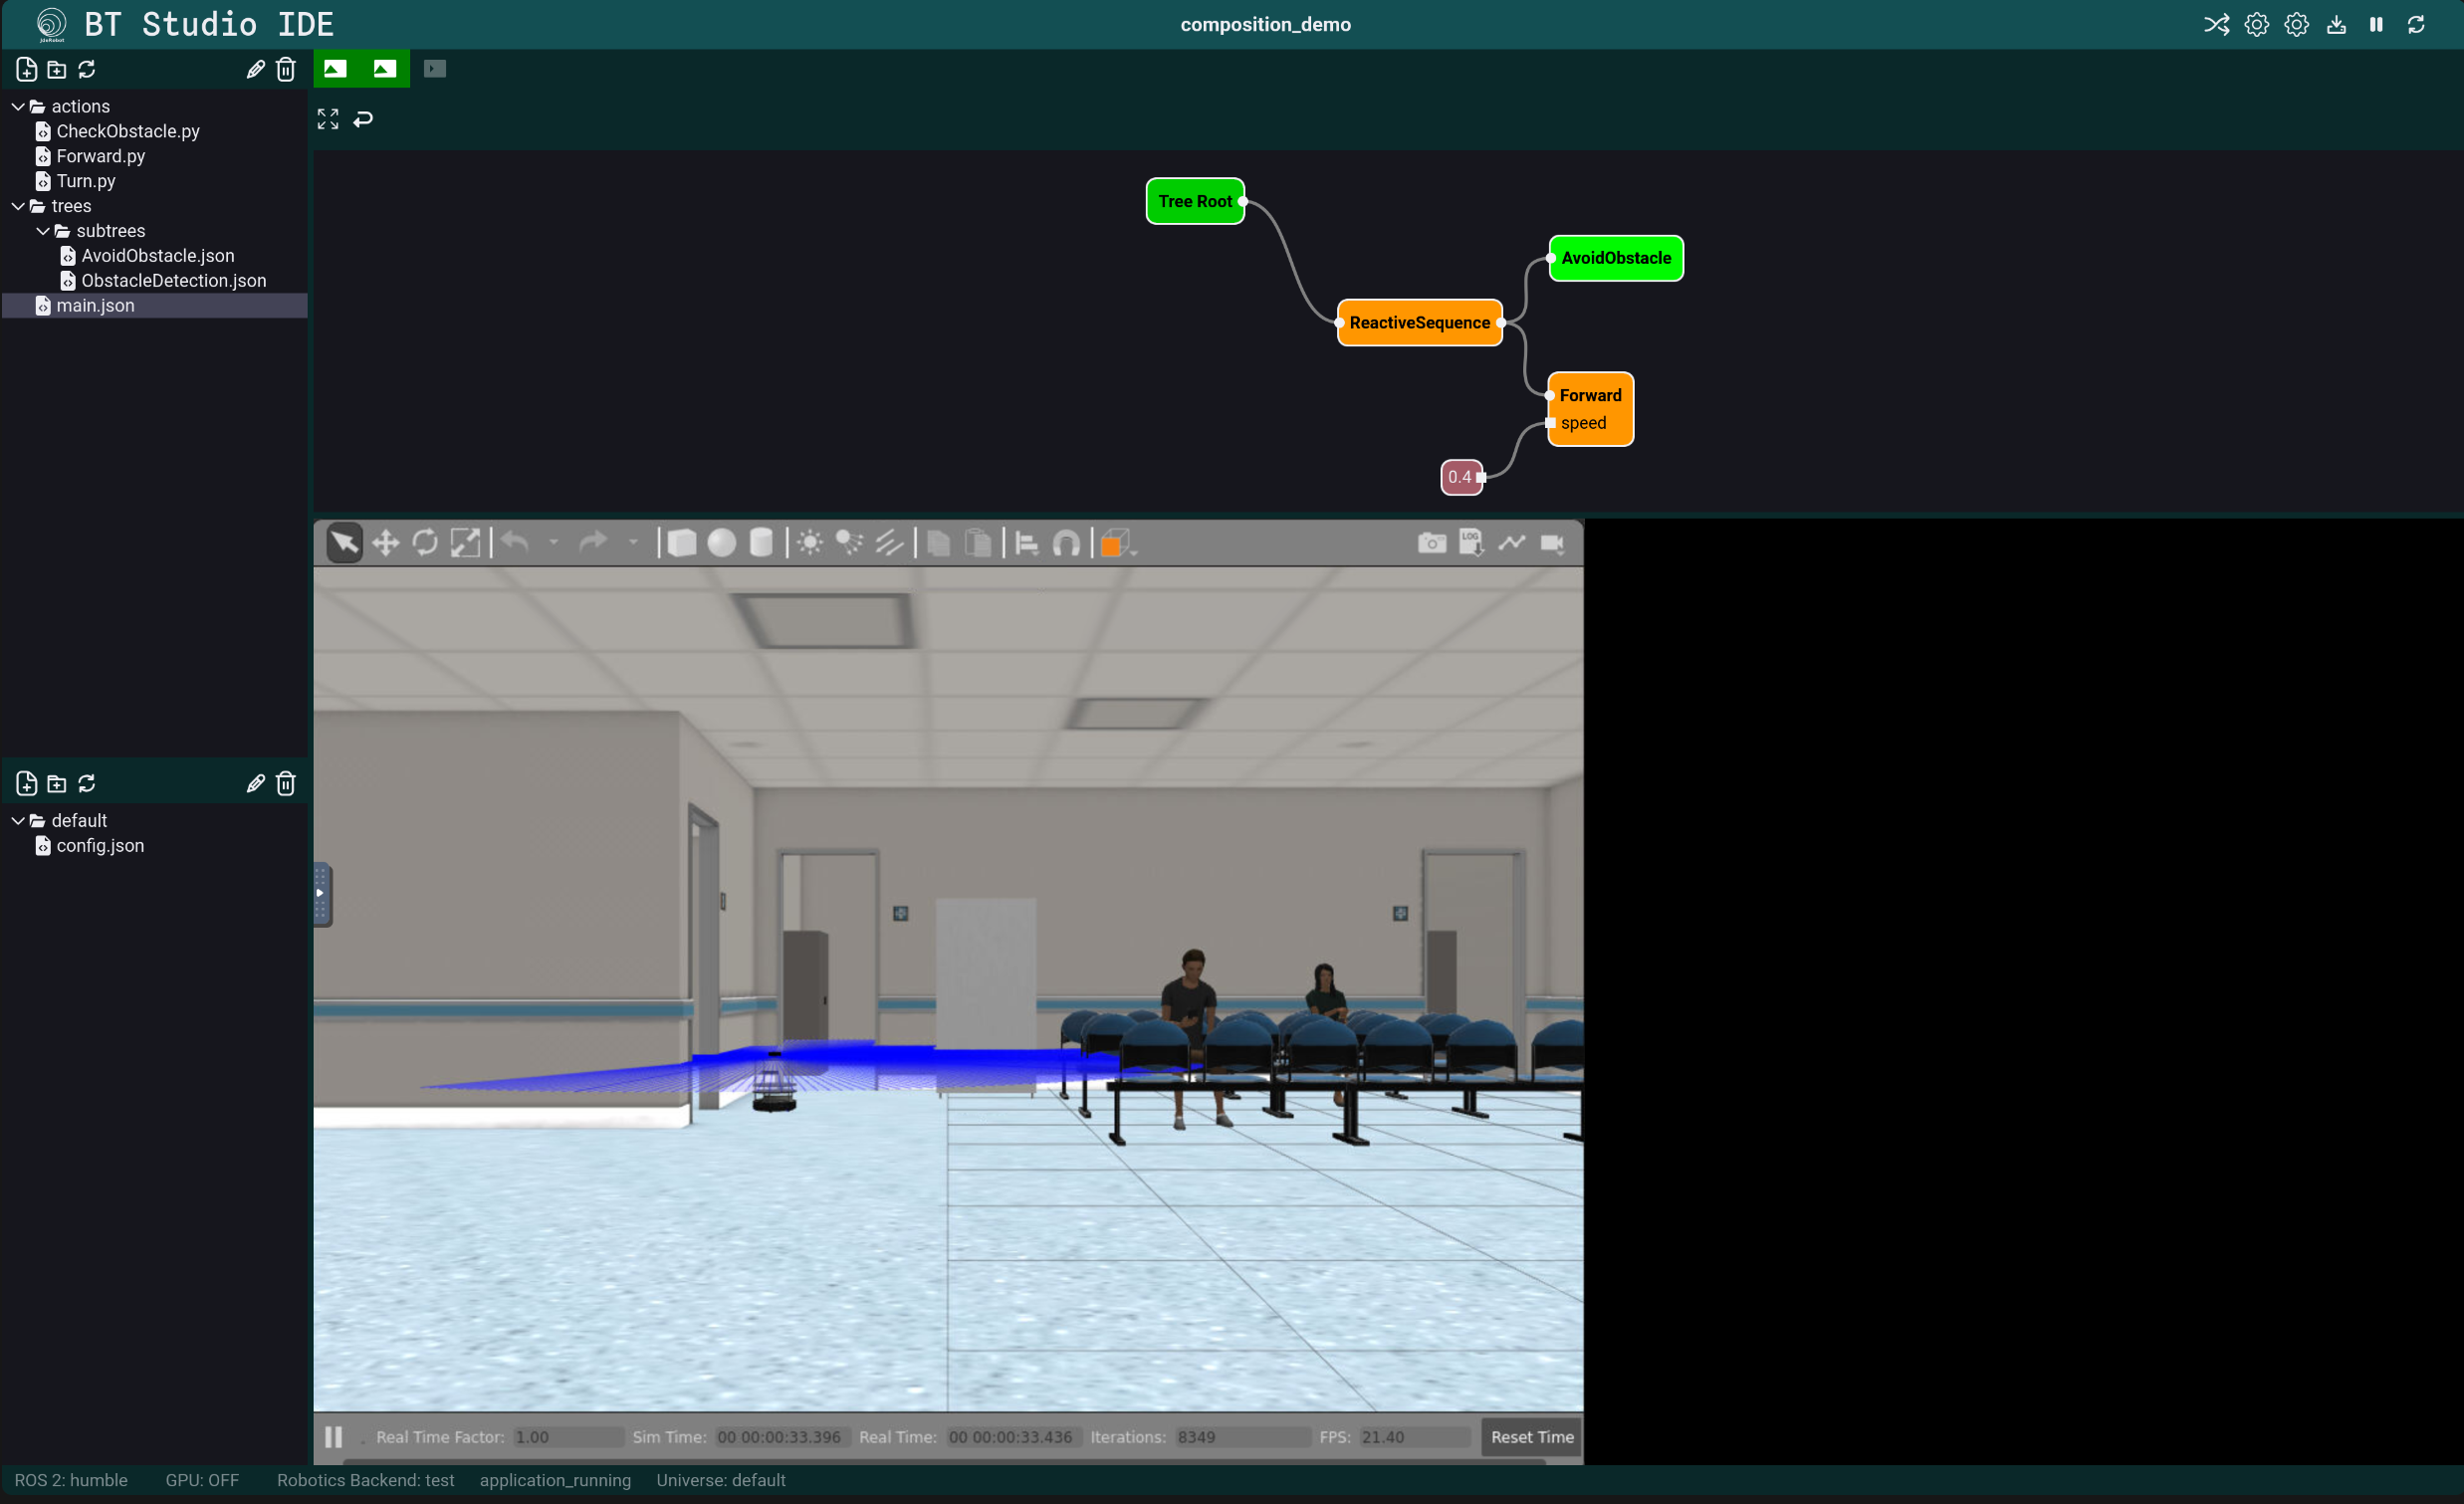 BT Studio IDE
composition_demo
actions
CheckObstacle.py
Forward.py
Turn.py
trees
subtrees
AvoidObstacle.json
ObstacleDetection.json
main.json
Tree Root
AvoidObstacle
ReactiveSequence
Forward
speed
0.4
LOG
default
config.json
Real Time Factor: 1.00 Sim Time: 00 00:00:33.396 Real Time: 00 00:00:33.436 Iterations: 8349 FPS: 21.40 Reset Time
ROS 2: humble GPU: OFF Robotics Backend: test application_running Universe: default